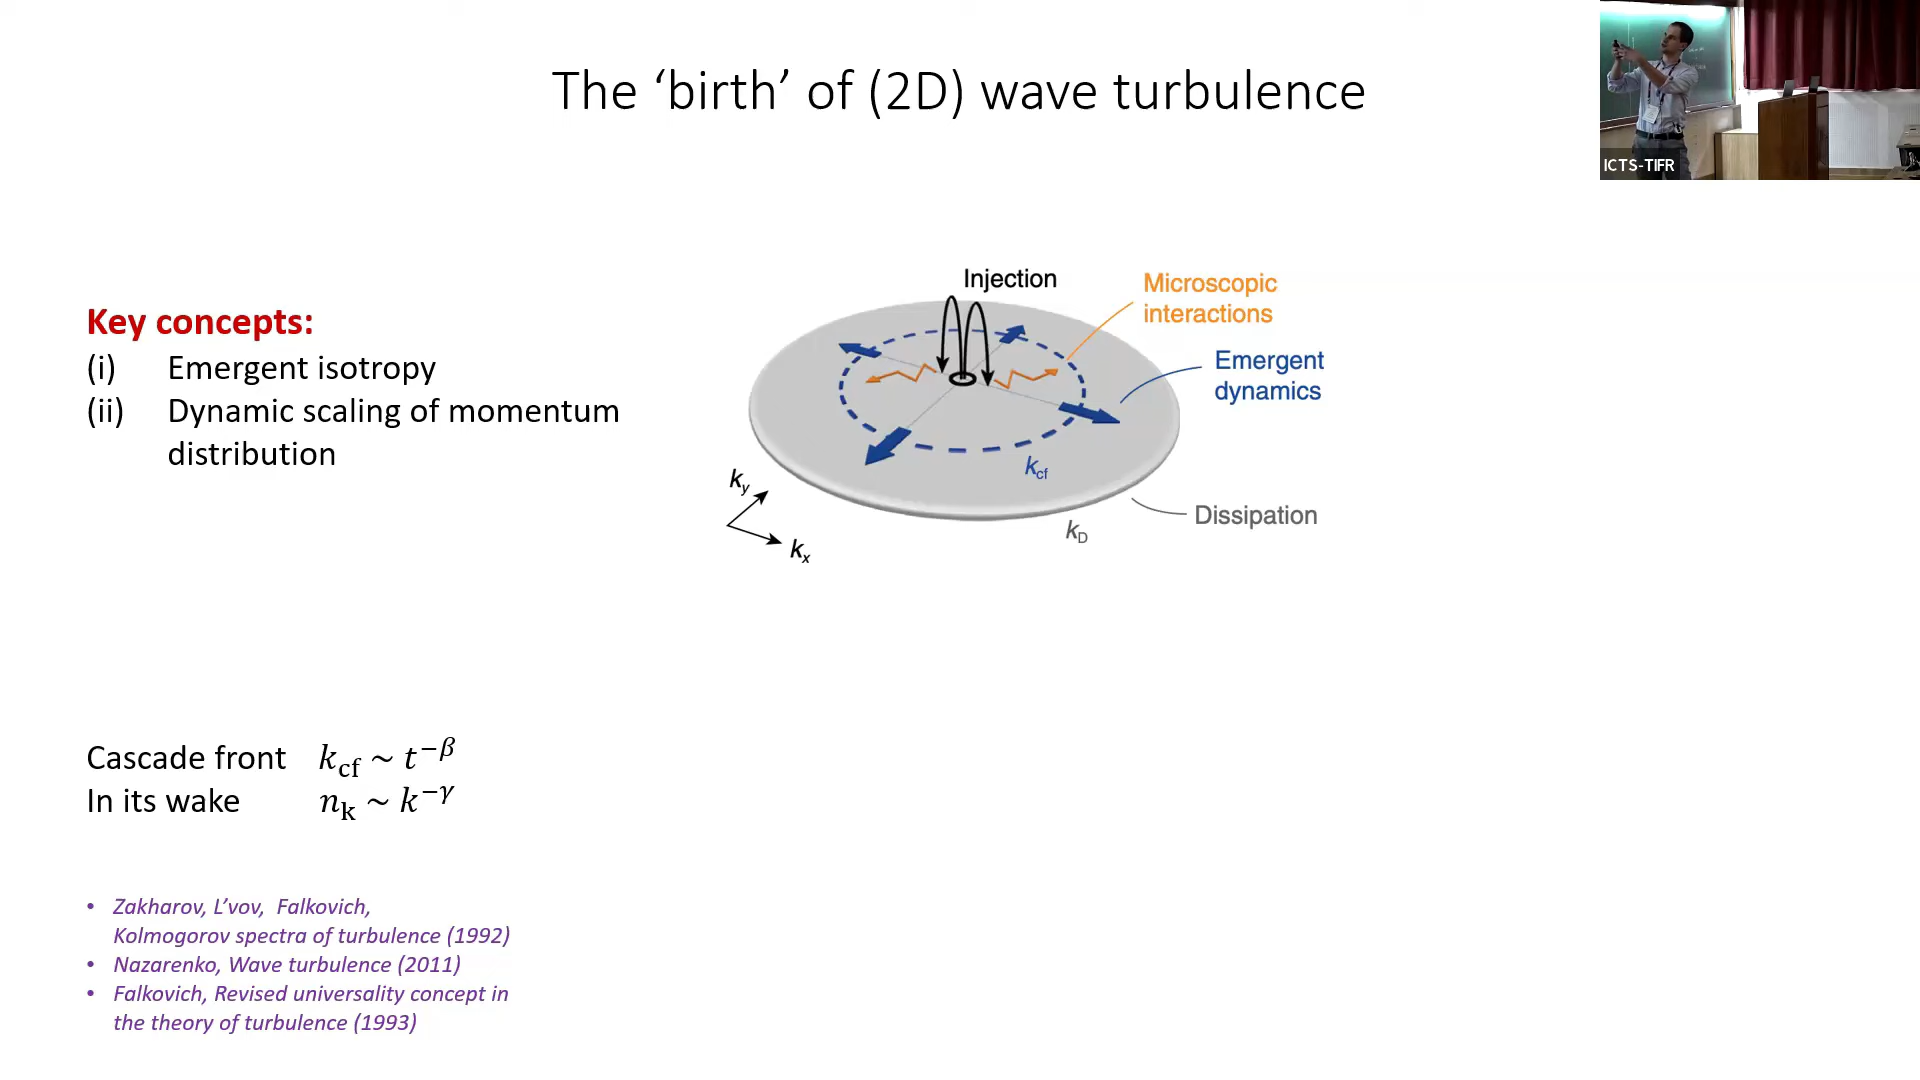 The ‘birth’ of (2D) wave turbulence
ICTS-TIFR
Key concepts:
(i) Emergent isotropy
(ii) Dynamic scaling of momentum
distribution
Injection
Microscopic
interactions
Emergent
dynamics
k_cf
k_y
k_x
k_D
Dissipation
Cascade front k_cf ~ t^{−β}
In its wake n_k ~ k^{−γ}
• Zakharov, L’vov, Falkovich,
Kolmogorov spectra of turbulence (1992)
• Nazarenko, Wave turbulence (2011)
• Falkovich, Revised universality concept in
the theory of turbulence (1993)